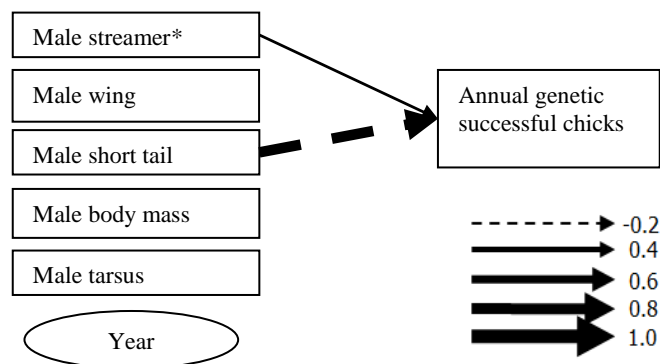 Male streamer*
Male wing
Male short tail
Male body mass
Male tarsus
Year
Annual genetic
successful chicks
-0.2
0.4
0.6
0.8
1.0